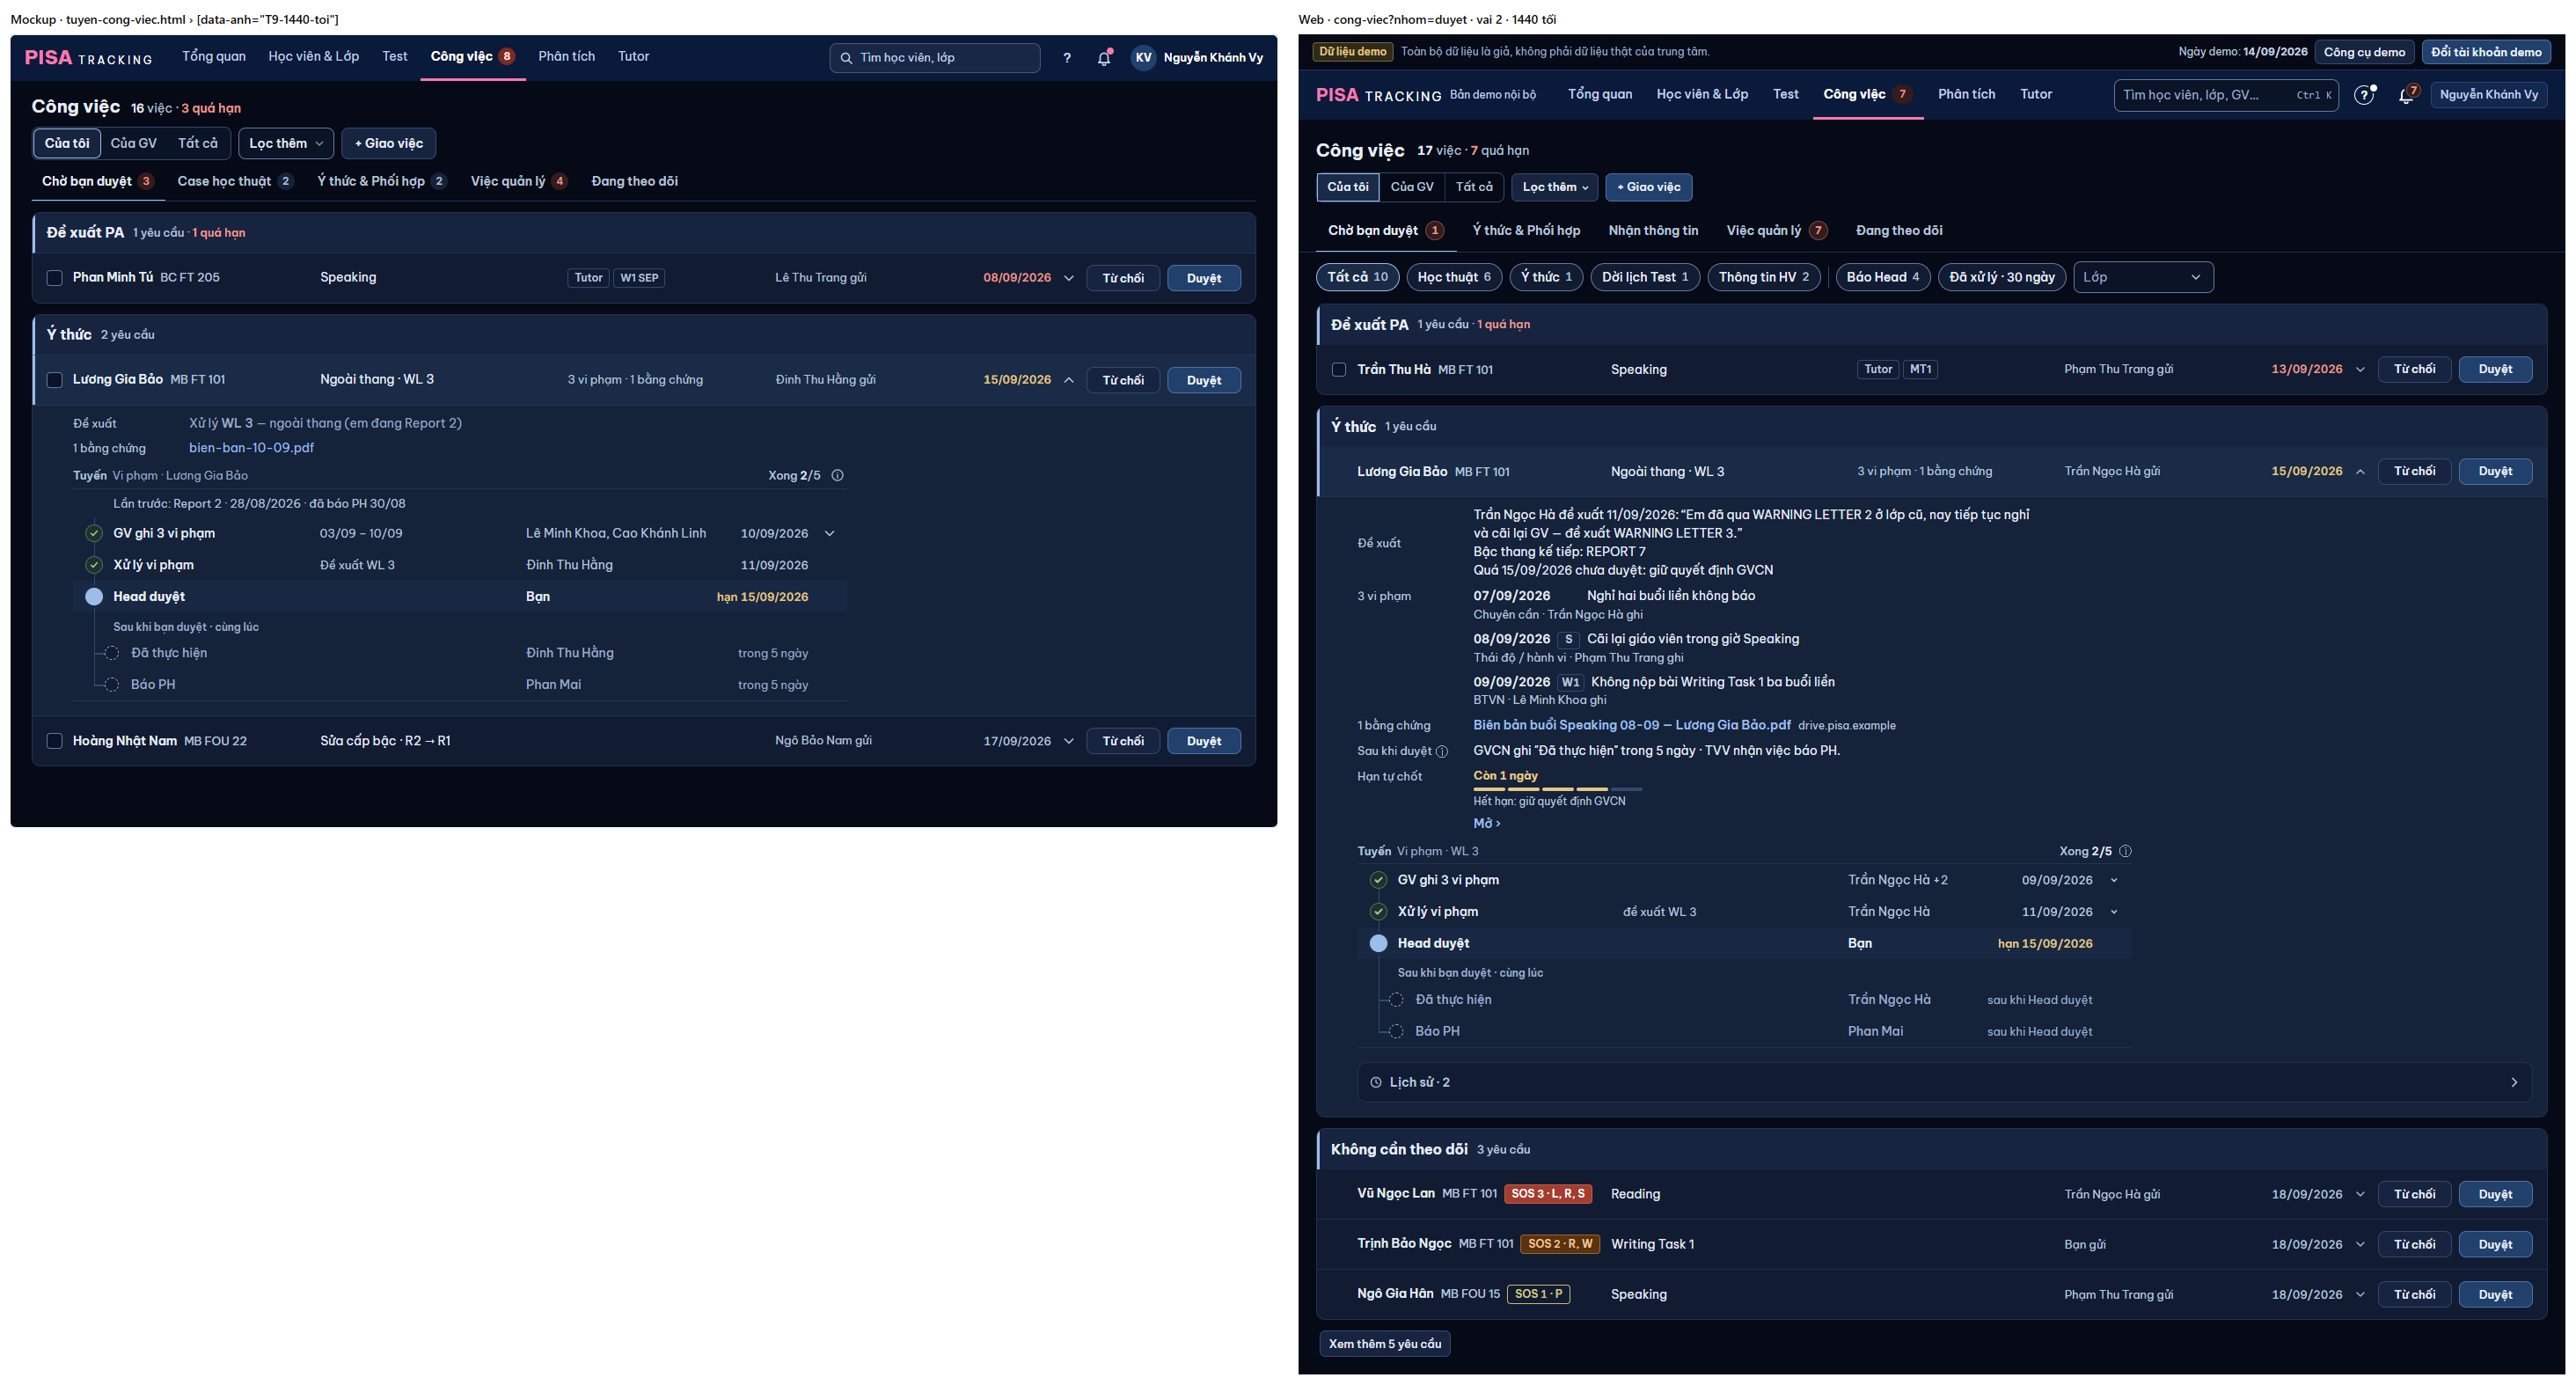 Mockup · tuyen-cong-viec.html › [data-anh="T9-1440-toi"]
PISA TRACKING Tổng quan Học viên & Lớp Test Công việc 8 Phân tích Tutor Tìm học viên, lớp ? KV Nguyễn Khánh Vy
Công việc 16 việc · 3 quá hạn
Của tôi Của GV Tất cả Lọc thêm + Giao việc
Chờ bạn duyệt 3 Case học thuật 2 Ý thức & Phối hợp 2 Việc quản lý 4 Đang theo dõi
Đề xuất PA 1 yêu cầu · 1 quá hạn
Phan Minh Tú BC FT 205 Speaking Tutor W1 SEP Lê Thu Trang gửi 08/09/2026 Từ chối Duyệt
Ý thức 2 yêu cầu
Lương Gia Bảo MB FT 101 Ngoài thang · WL 3 3 vi phạm · 1 bằng chứng Đinh Thu Hằng gửi 15/09/2026 Từ chối Duyệt
Đề xuất Xử lý WL 3 — ngoài thang (em đang Report 2)
1 bằng chứng bien-ban-10-09.pdf
Tuyến Vi phạm · Lương Gia Bảo Xong 2/5
Lần trước: Report 2 · 28/08/2026 · đã báo PH 30/08
GV ghi 3 vi phạm 03/09 – 10/09 Lê Minh Khoa, Cao Khánh Linh 10/09/2026
Xử lý vi phạm Đề xuất WL 3 Đinh Thu Hằng 11/09/2026
Head duyệt Bạn hạn 15/09/2026
Sau khi bạn duyệt · cùng lúc
Đã thực hiện Đinh Thu Hằng trong 5 ngày
Báo PH Phan Mai trong 5 ngày
Hoàng Nhật Nam MB FOU 22 Sửa cấp bậc · R2 → R1 Ngô Bảo Nam gửi 17/09/2026 Từ chối Duyệt
Web · cong-viec?nhom=duyet · vai 2 · 1440 tối
Dữ liệu demo Toàn bộ dữ liệu là giả, không phải dữ liệu thật của trung tâm. Ngày demo: 14/09/2026 Công cụ demo Đổi tài khoản demo
PISA TRACKING Bản demo nội bộ Tổng quan Học viên & Lớp Test Công việc 7 Phân tích Tutor Tìm học viên, lớp, GV... Ctrl K ? 7 Nguyễn Khánh Vy
Công việc 17 việc · 7 quá hạn
Của tôi Của GV Tất cả Lọc thêm + Giao việc
Chờ bạn duyệt 1 Ý thức & Phối hợp Nhận thông tin Việc quản lý 7 Đang theo dõi
Tất cả 10 Học thuật 6 Ý thức 1 Dời lịch Test 1 Thông tin HV 2 Báo Head 4 Đã xử lý · 30 ngày Lớp
Đề xuất PA 1 yêu cầu · 1 quá hạn
Trần Thu Hà MB FT 101 Speaking Tutor MT1 Phạm Thu Trang gửi 13/09/2026 Từ chối Duyệt
Ý thức 1 yêu cầu
Lương Gia Bảo MB FT 101 Ngoài thang · WL 3 3 vi phạm · 1 bằng chứng Trần Ngọc Hà gửi 15/09/2026 Từ chối Duyệt
Đề xuất Trần Ngọc Hà đề xuất 11/09/2026: “Em đã qua WARNING LETTER 2 ở lớp cũ, nay tiếp tục nghỉ
và cãi lại GV — đề xuất WARNING LETTER 3.”
Bậc thang kế tiếp: REPORT 7
Quá 15/09/2026 chưa duyệt: giữ quyết định GVCN
3 vi phạm 07/09/2026 Nghỉ hai buổi liền không báo
Chuyên cần · Trần Ngọc Hà ghi
08/09/2026 S Cãi lại giáo viên trong giờ Speaking
Thái độ / hành vi · Phạm Thu Trang ghi
09/09/2026 W1 Không nộp bài Writing Task 1 ba buổi liền
BTVN · Lê Minh Khoa ghi
1 bằng chứng Biên bản buổi Speaking 08-09 — Lương Gia Bảo.pdf drive.pisa.example
Sau khi duyệt GVCN ghi "Đã thực hiện" trong 5 ngày · TVV nhận việc báo PH.
Hạn tự chốt Còn 1 ngày
Hết hạn: giữ quyết định GVCN
Mở ›
Tuyến Vi phạm · WL 3 Xong 2/5
GV ghi 3 vi phạm Trần Ngọc Hà +2 09/09/2026
Xử lý vi phạm đề xuất WL 3 Trần Ngọc Hà 11/09/2026
Head duyệt Bạn hạn 15/09/2026
Sau khi bạn duyệt · cùng lúc
Đã thực hiện Trần Ngọc Hà sau khi Head duyệt
Báo PH Phan Mai sau khi Head duyệt
Lịch sử · 2
Không cần theo dõi 3 yêu cầu
Vũ Ngọc Lan MB FT 101 SOS 3 · L, R, S Reading Trần Ngọc Hà gửi 18/09/2026 Từ chối Duyệt
Trịnh Bảo Ngọc MB FT 101 SOS 2 · R, W Writing Task 1 Bạn gửi 18/09/2026 Từ chối Duyệt
Ngô Gia Hân MB FOU 15 SOS 1 · P Speaking Phạm Thu Trang gửi 18/09/2026 Từ chối Duyệt
Xem thêm 5 yêu cầu